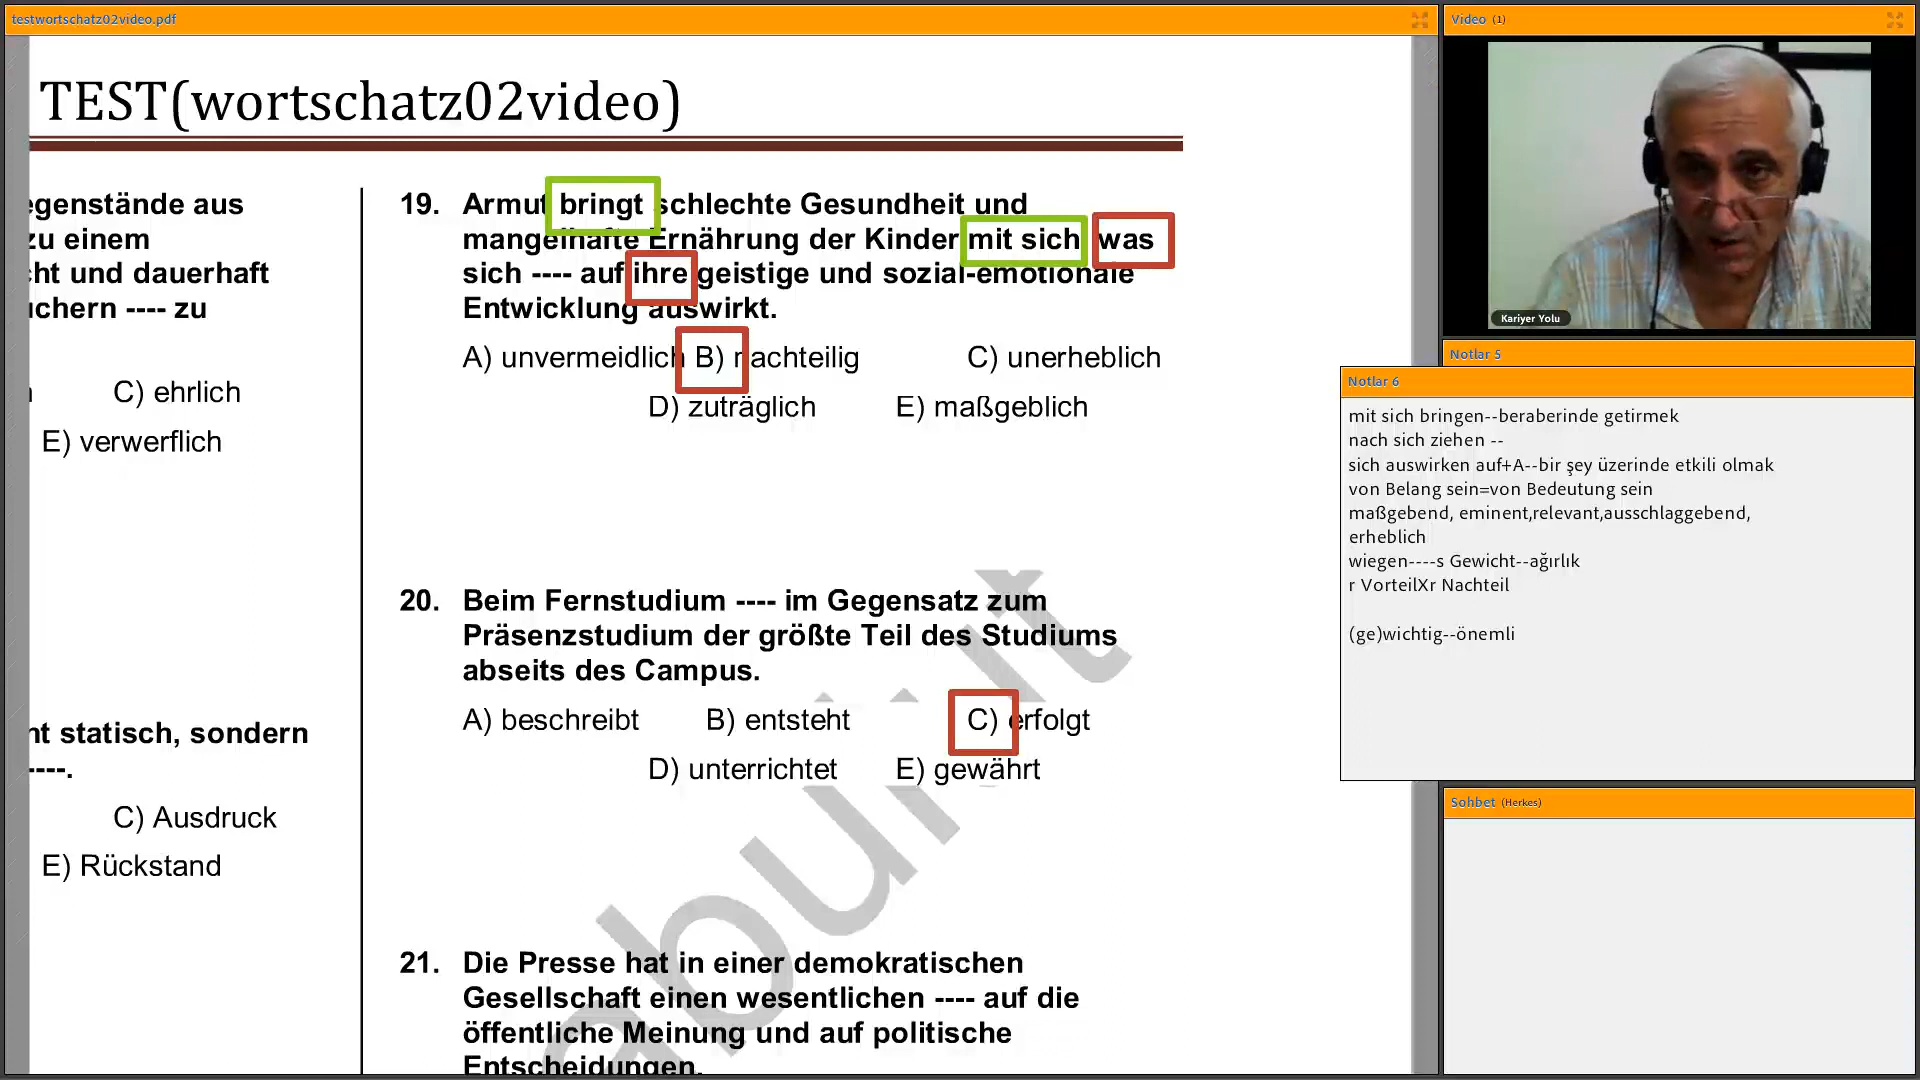 testwortschatz02video.pdf
TEST(wortschatz02video)
egenstände aus
zu einem
cht und dauerhaft
uchern ---- zu
C) ehrlich
E) verwerflich
nt statisch, sondern
----.
C) Ausdruck
E) Rückstand
19. Armut bringt schlechte Gesundheit und
mangelhafte Ernährung der Kinder mit sich was
sich ---- auf ihre geistige und sozial-emotionale
Entwicklung auswirkt.
A) unvermeidlich B) nachteilig C) unerheblich
D) zuträglich E) maßgeblich
20. Beim Fernstudium ---- im Gegensatz zum
Präsenzstudium der größte Teil des Studiums
abseits des Campus.
A) beschreibt B) entsteht C) erfolgt
D) unterrichtet E) gewährt
21. Die Presse hat in einer demokratischen
Gesellschaft einen wesentlichen ---- auf die
öffentliche Meinung und auf politische
Entscheidungen.
Video (1)
Kariyer Yolu
Notlar 5
Notlar 6
mit sich bringen--beraberinde getirmek
nach sich ziehen --
sich auswirken auf+A--bir şey üzerinde etkili olmak
von Belang sein=von Bedeutung sein
maßgebend, eminent,relevant,ausschlaggebend,
erheblich
wiegen----s Gewicht--ağırlık
r VorteilXr Nachteil
(ge)wichtig--önemli
Sohbet (Herkes)